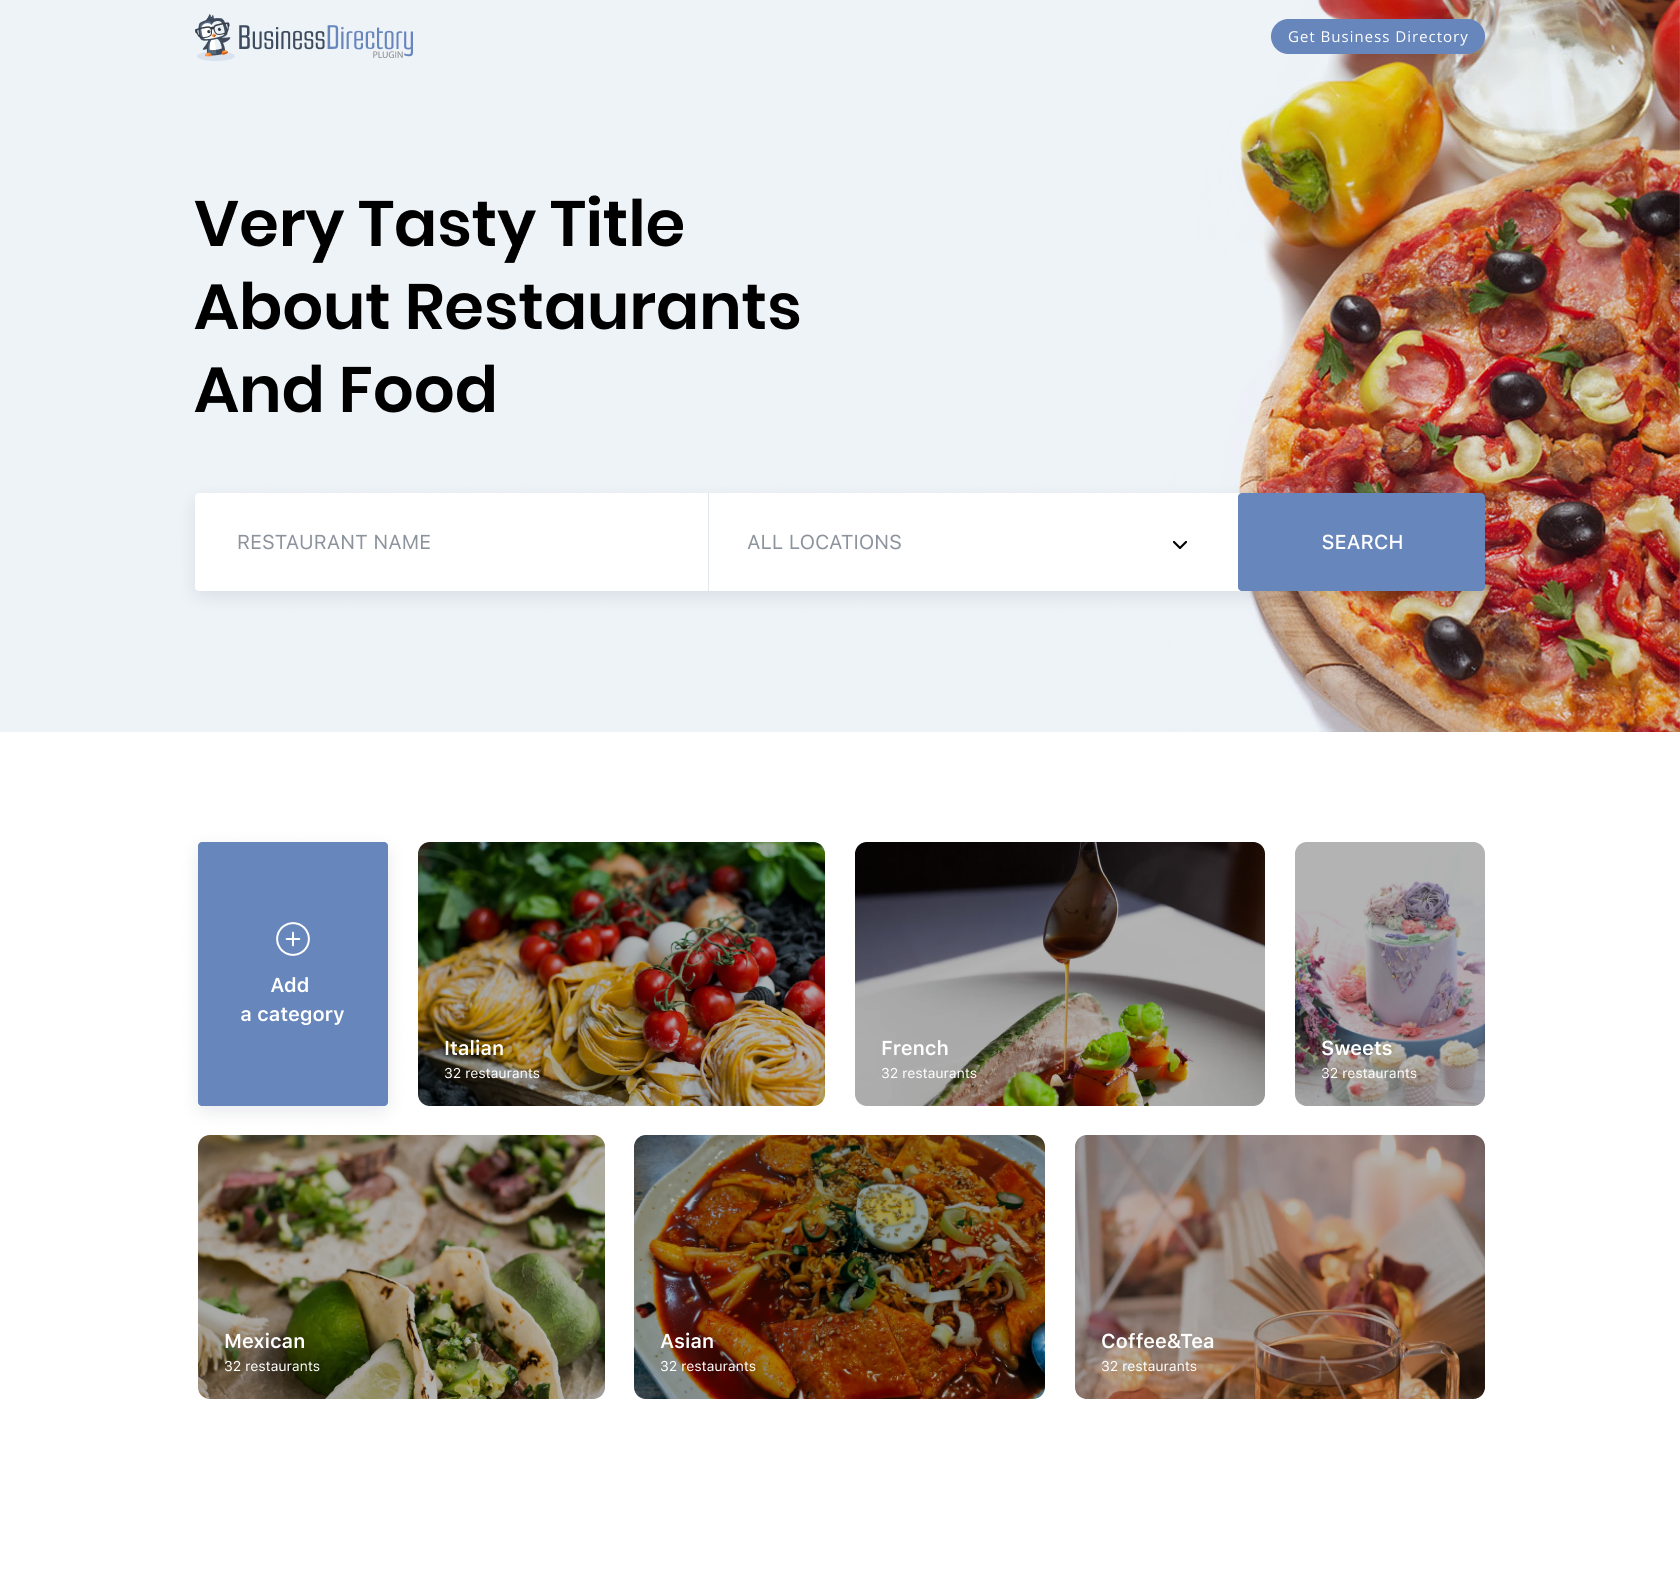 BusinessDirectory
PLUGIN
Get Business Directory
Very Tasty Title
About Restaurants
And Food
RESTAURANT NAME
ALL LOCATIONS
SEARCH
Add
a category
Italian
32 restaurants
French
32 restaurants
Sweets
32 restaurants
Mexican
32 restaurants
Asian
32 restaurants
Coffee&Tea
32 restaurants